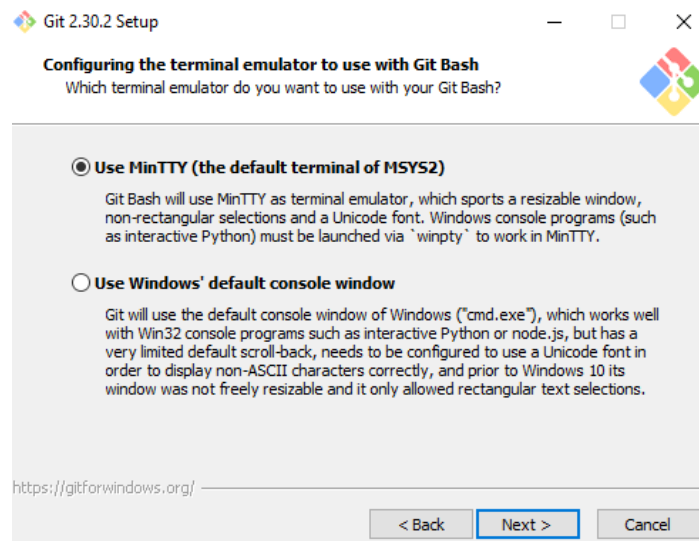 Git 2.30.2 Setup
Configuring the terminal emulator to use with Git Bash
Which terminal emulator do you want to use with your Git Bash?
Use MinTTY (the default terminal of MSYS2)
Git Bash will use MinTTY as terminal emulator, which sports a resizable window,
non-rectangular selections and a Unicode font. Windows console programs (such
as interactive Python) must be launched via `winpty` to work in MinTTY.
Use Windows' default console window
Git will use the default console window of Windows ("cmd.exe"), which works well
with Win32 console programs such as interactive Python or node.js, but has a
very limited default scroll-back, needs to be configured to use a Unicode font in
order to display non-ASCII characters correctly, and prior to Windows 10 its
window was not freely resizable and it only allowed rectangular text selections.
https://gitforwindows.org/
< Back Next > Cancel